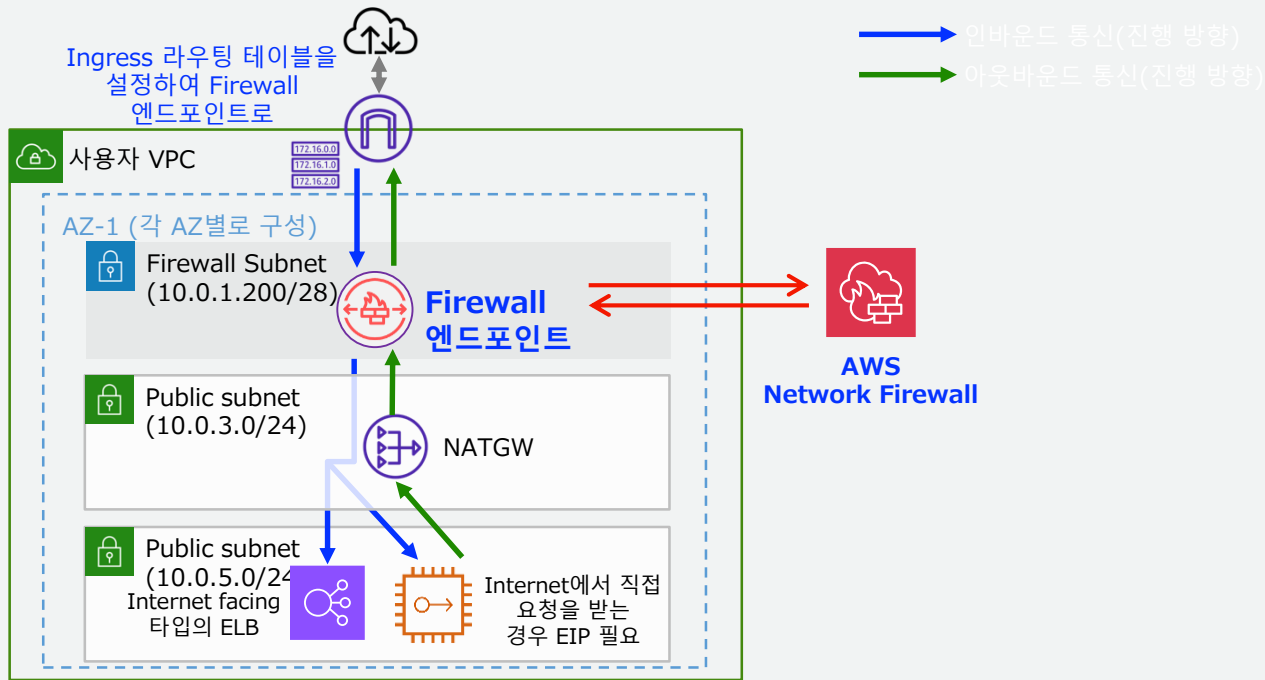 Ingress 라우팅 테이블을
설정하여 Firewall
엔드포인트로
인바운드 통신(진행 방향)
아웃바운드 통신(진행 방향)
172.16.0.0
172.16.1.0
172.16.2.0
사용자 VPC
AZ-1 (각 AZ별로 구성)
Firewall Subnet
(10.0.1.200/28)
Firewall
엔드포인트
AWS
Network Firewall
Public subnet
(10.0.3.0/24)
NATGW
Public subnet
(10.0.5.0/24
Internet facing
타입의 ELB
Internet에서 직접
요청을 받는
경우 EIP 필요